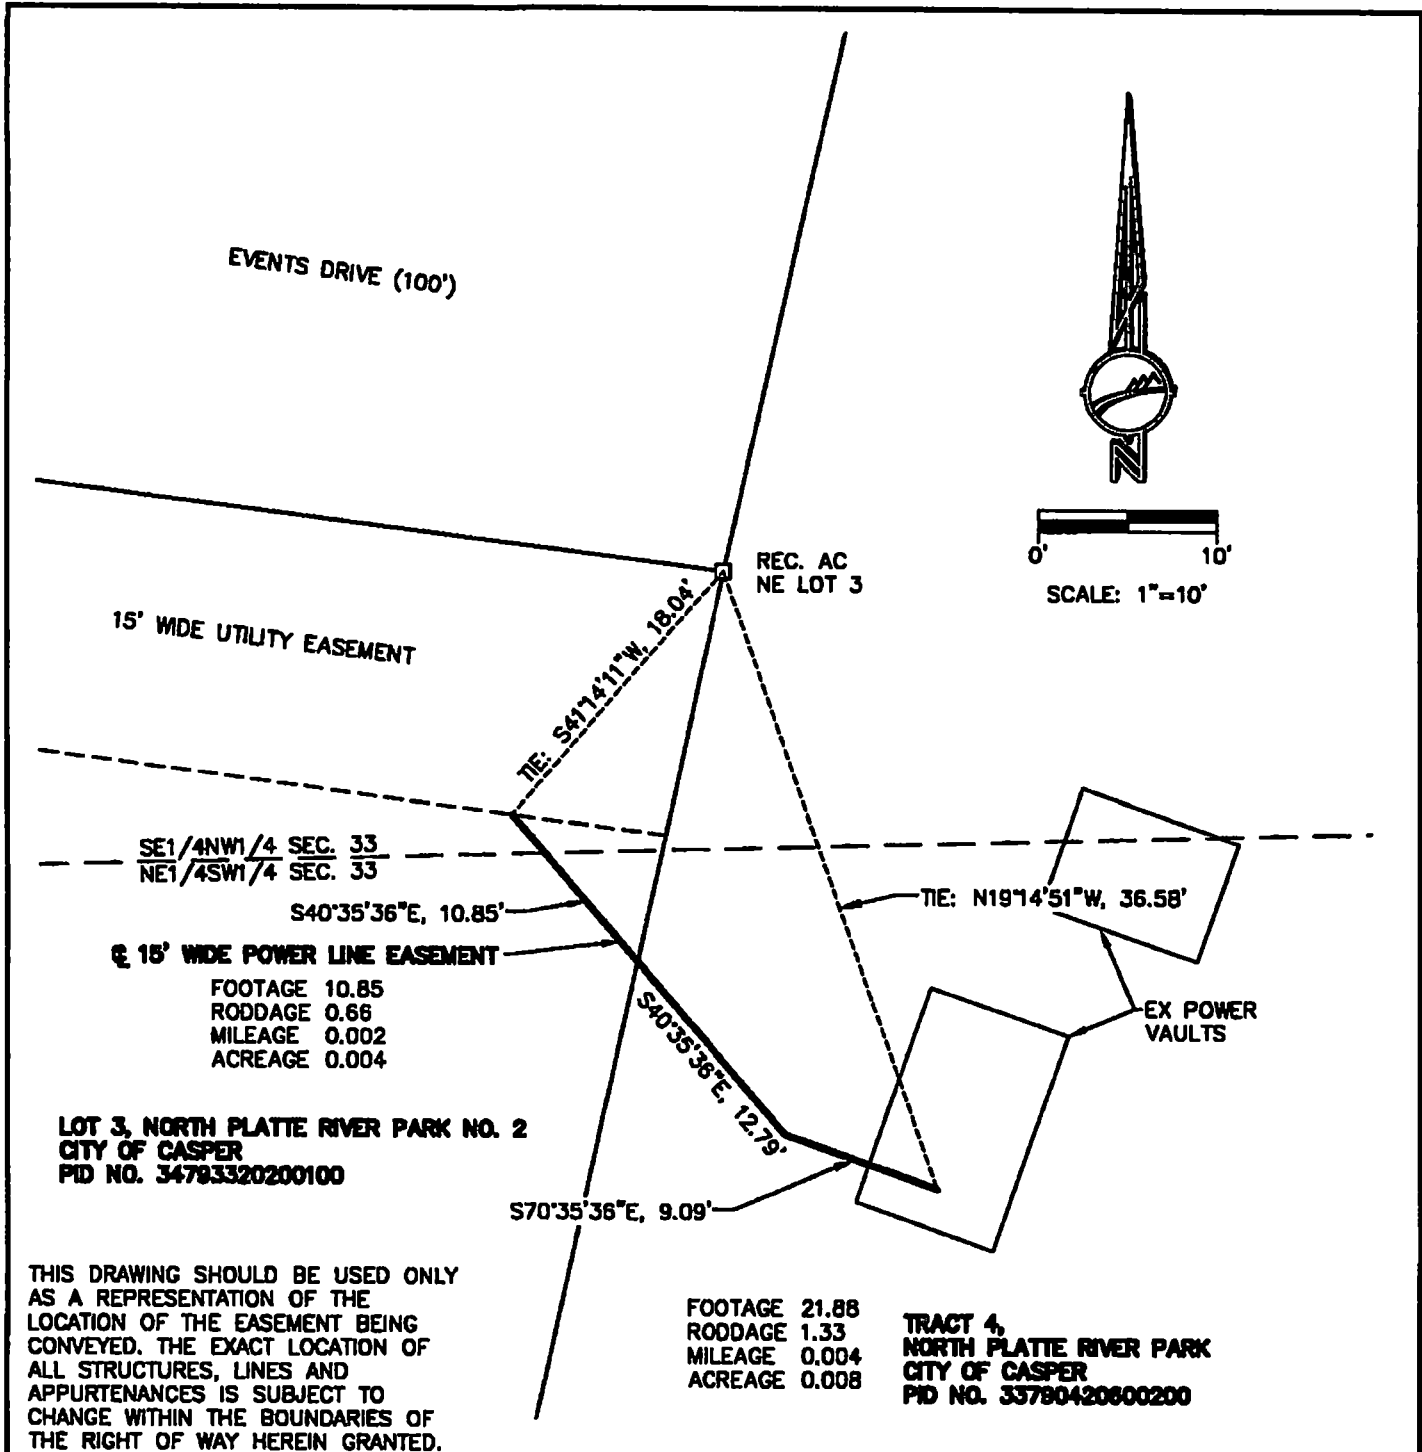 EVENTS DRIVE (100')
N
0' 10'
SCALE: 1"=10'
REC. AC
NE LOT 3
15' WIDE UTILITY EASEMENT
TIE: S41°14'11"W, 18.04'
SE1/4NW1/4 SEC. 33
NE1/4SW1/4 SEC. 33
TIE: N19°14'51"W, 36.58'
S40°35'36"E, 10.85'
℄ 15' WIDE POWER LINE EASEMENT
FOOTAGE 10.85
RODDAGE 0.66
MILEAGE 0.002
ACREAGE 0.004
S40°35'36"E, 12.79'
EX POWER
VAULTS
LOT 3, NORTH PLATTE RIVER PARK NO. 2
CITY OF CASPER
PID NO. 34793320200100
S70°35'36"E, 9.09'
THIS DRAWING SHOULD BE USED ONLY
AS A REPRESENTATION OF THE
LOCATION OF THE EASEMENT BEING
CONVEYED. THE EXACT LOCATION OF
ALL STRUCTURES, LINES AND
APPURTENANCES IS SUBJECT TO
CHANGE WITHIN THE BOUNDARIES OF
THE RIGHT OF WAY HEREIN GRANTED.
FOOTAGE 21.88
RODDAGE 1.33
MILEAGE 0.004
ACREAGE 0.008
TRACT 4,
NORTH PLATTE RIVER PARK
CITY OF CASPER
PID NO. 33790420600200